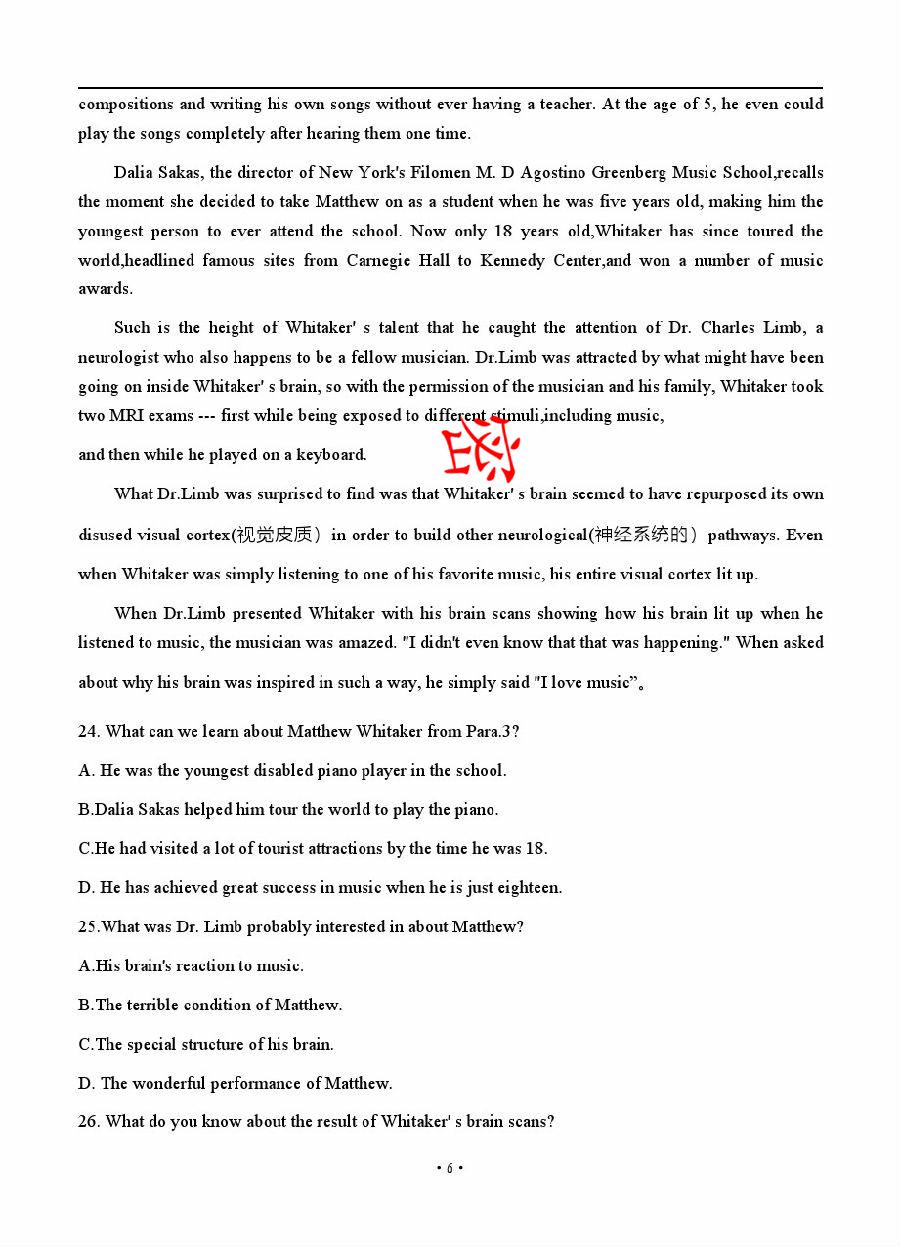 compositions and writing his own songs without ever having a teacher. At the age of 5, he even could
play the songs completely after hearing them one time.
Dalia Sakas, the director of New York's Filomen M. D Agostino Greenberg Music School,recalls
the moment she decided to take Matthew on as a student when he was five years old, making him the
youngest person to ever attend the school. Now only 18 years old,Whitaker has since toured the
world,headlined famous sites from Carnegie Hall to Kennedy Center,and won a number of music
awards.
Such is the height of Whitaker' s talent that he caught the attention of Dr. Charles Limb, a
neurologist who also happens to be a fellow musician. Dr.Limb was attracted by what might have been
going on inside Whitaker' s brain, so with the permission of the musician and his family, Whitaker took
two MRI exams --- first while being exposed to different stimuli,including music,
and then while he played on a keyboard.
What Dr.Limb was surprised to find was that Whitaker' s brain seemed to have repurposed its own
disused visual cortex(视觉皮质）in order to build other neurological(神经系统的）pathways. Even
when Whitaker was simply listening to one of his favorite music, his entire visual cortex lit up.
When Dr.Limb presented Whitaker with his brain scans showing how his brain lit up when he
listened to music, the musician was amazed. "I didn't even know that that was happening." When asked
about why his brain was inspired in such a way, he simply said "I love music”。
24. What can we learn about Matthew Whitaker from Para.3?
A. He was the youngest disabled piano player in the school.
B.Dalia Sakas helped him tour the world to play the piano.
C.He had visited a lot of tourist attractions by the time he was 18.
D. He has achieved great success in music when he is just eighteen.
25.What was Dr. Limb probably interested in about Matthew?
A.His brain's reaction to music.
B.The terrible condition of Matthew.
C.The special structure of his brain.
D. The wonderful performance of Matthew.
26. What do you know about the result of Whitaker' s brain scans?
• 6 •